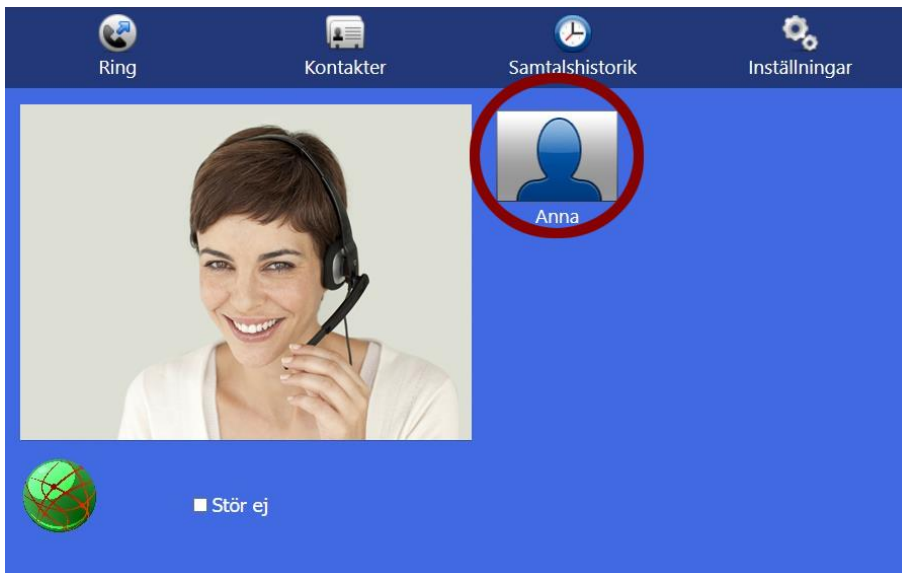 Ring
Kontakter
Samtalshistorik
Inställningar
Anna
Stör ej